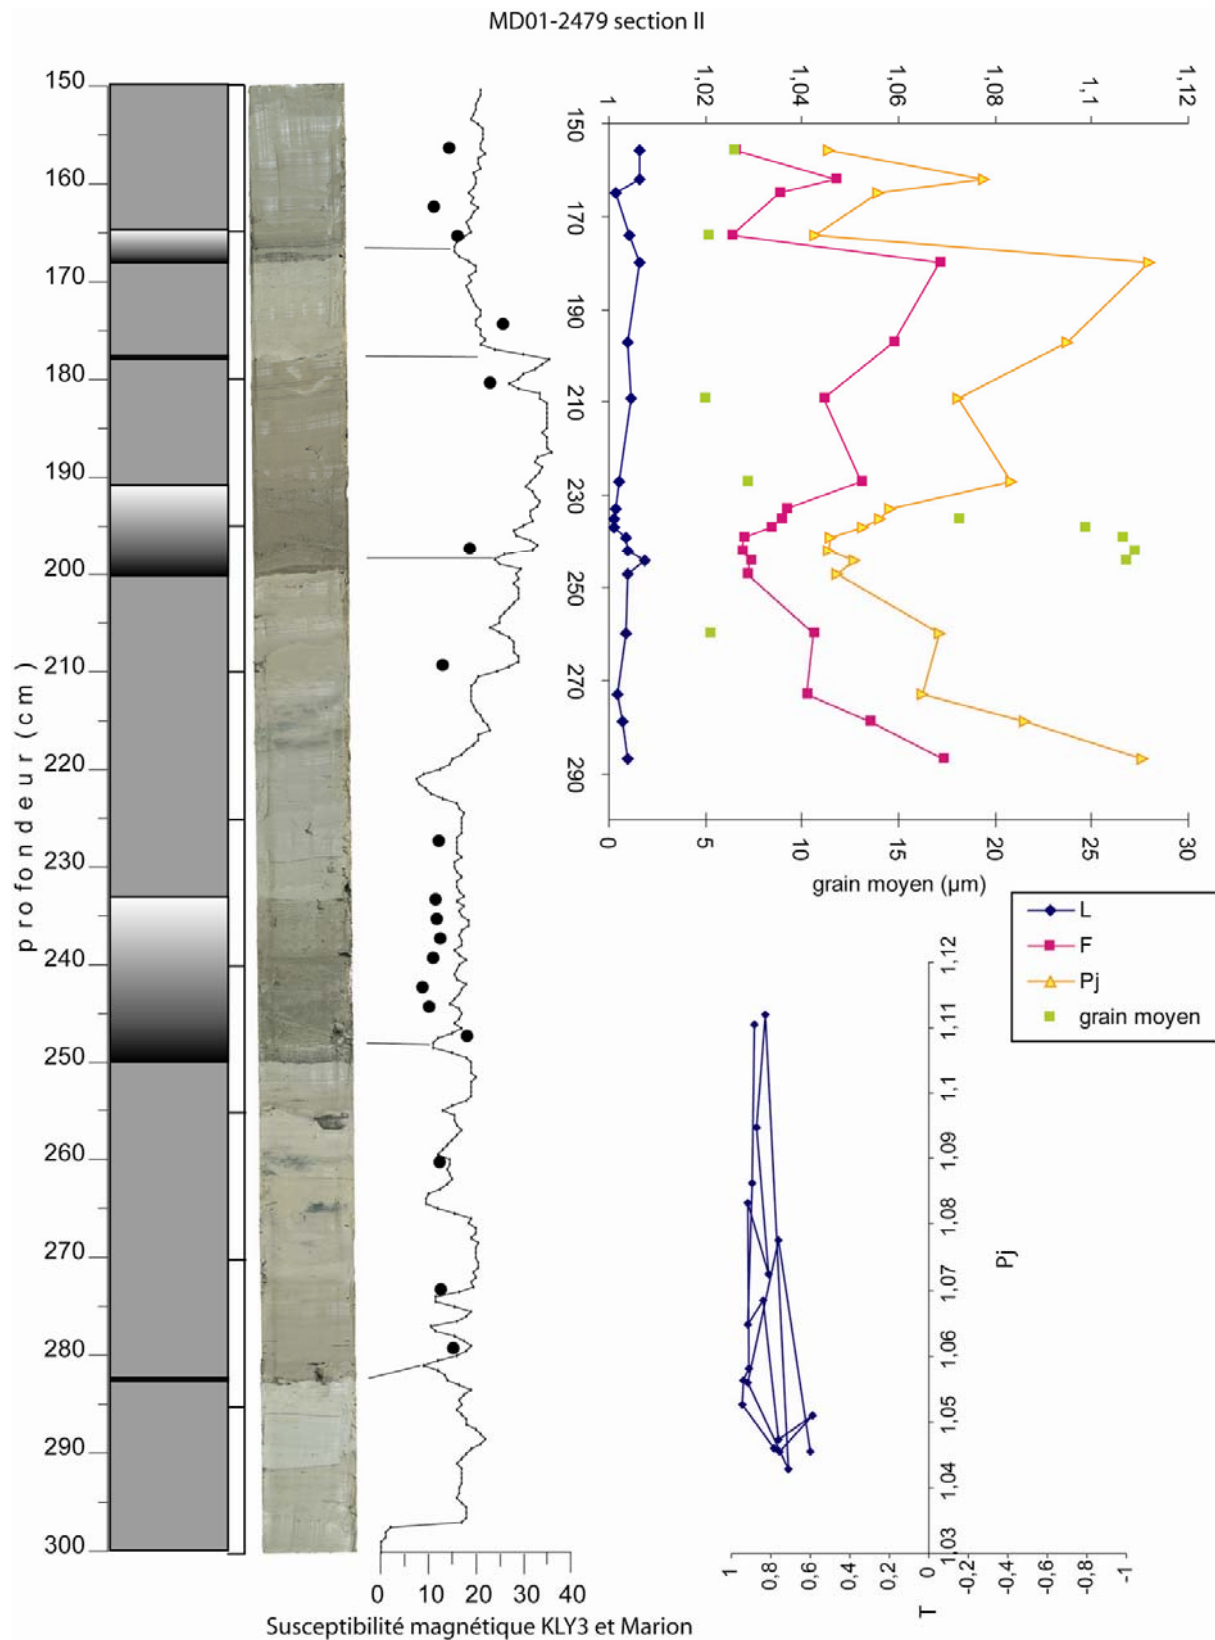 MD01-2479 section II
profondeur (cm)
150
160
170
180
190
200
210
220
230
240
250
260
270
280
290
300
0 10 20 30 40
Susceptibilité magnétique KLY3 et Marion
1 1,02 1,04 1,06 1,08 1,1 1,12
150
170
190
210
230
250
270
290
0 5 10 15 20 25 30
grain moyen (µm)
L
F
Pj
grain moyen
1,12
1,11
1,1
1,09
1,08
1,07
1,06
1,05
1,04
1,03
Pj
1 0,8 0,6 0,4 0,2 0 -0,2 -0,4 -0,6 -0,8 -1
T